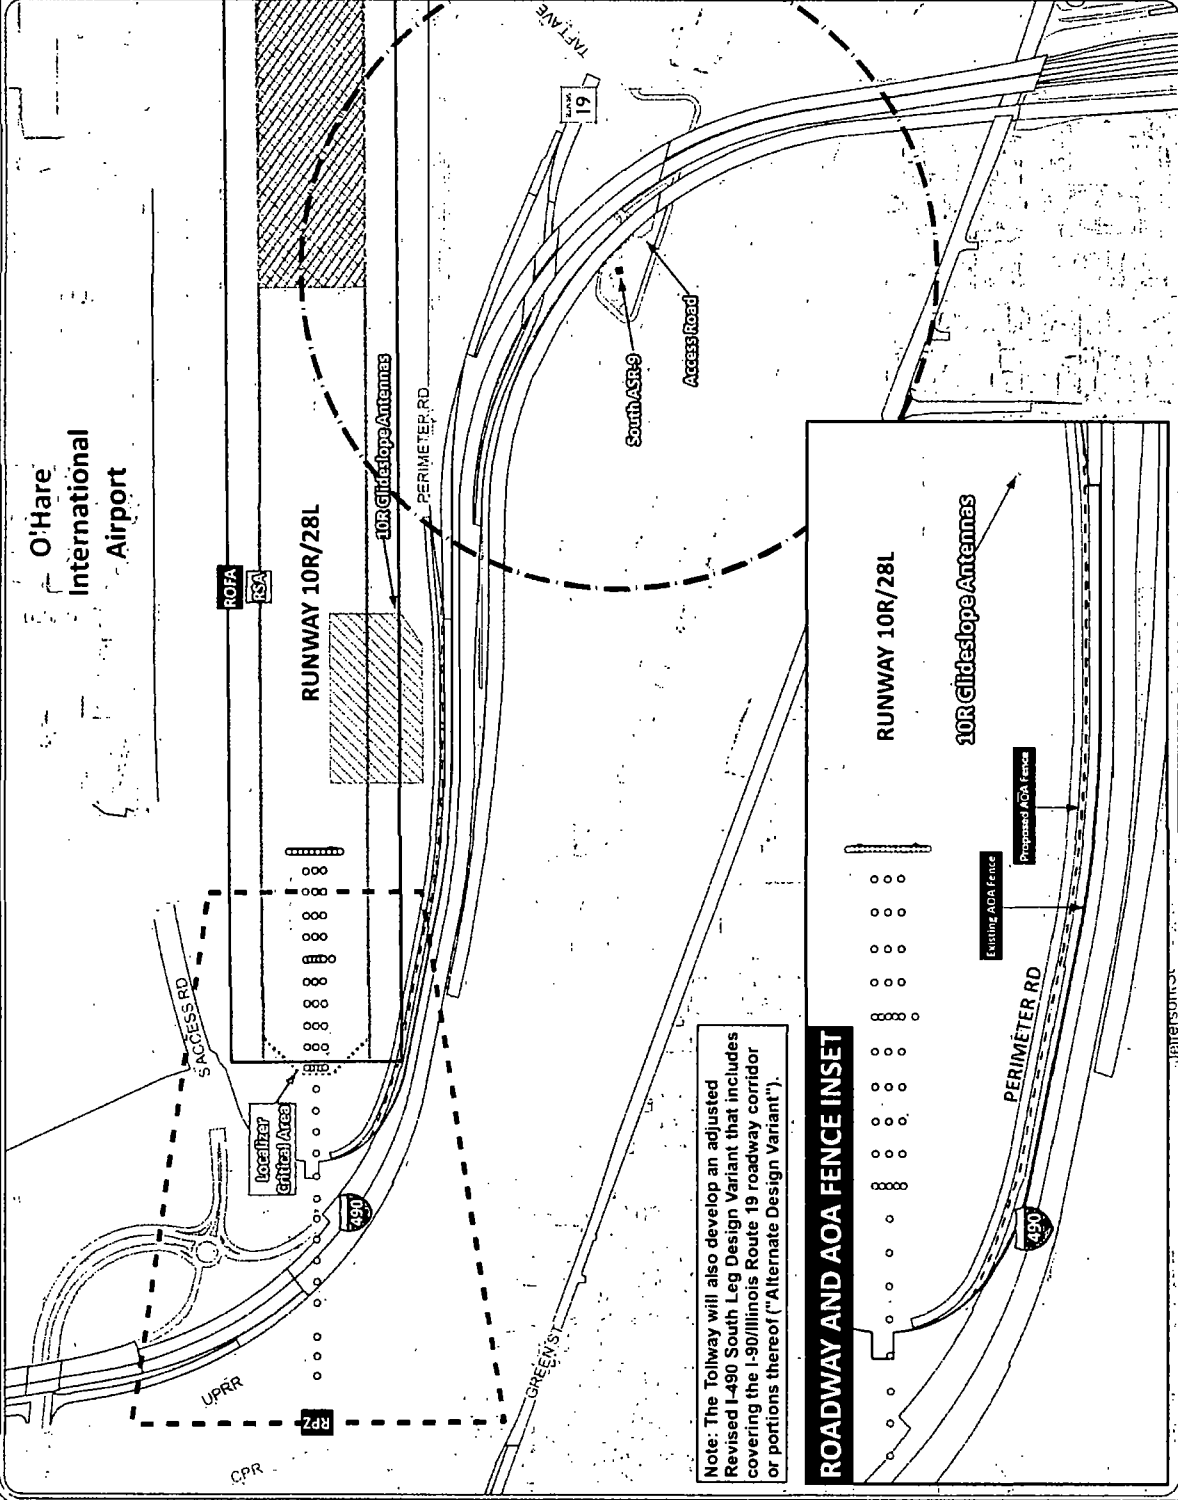 O'Hare
International
Airport
TAFT AVE
19
ROFA
RSA
RUNWAY 10R/28L
10R Glideslope Antennas
PERIMETER RD
South ASR-9
Access Road
S ACCESS RD
Localizer
Critical Area
490
UPRR
CPR
RPZ
GREEN ST
Note: The Tollway will also develop an adjusted
Revised I-490 South Leg Design Variant that includes
covering the I-90/Illinois Route 19 roadway corridor
or portions thereof ("Alternate Design Variant").
ROADWAY AND AOA FENCE INSET
RUNWAY 10R/28L
10R Glideslope Antennas
Existing AOA Fence
Proposed AOA Fence
PERIMETER RD
490
Jefferson St